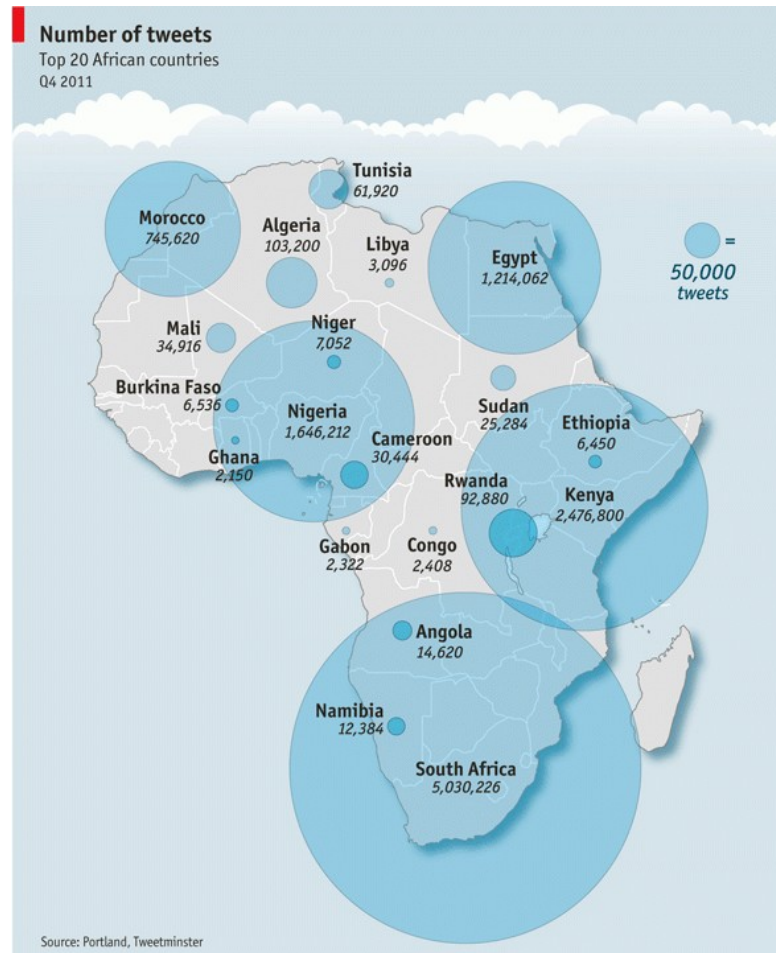 Number of tweets
Top 20 African countries
Q4 2011
Tunisia
61,920
Morocco
745,620
Algeria
103,200
Libya
3,096
Egypt
1,214,062
=
50,000
tweets
Mali
34,916
Niger
7,052
Burkina Faso
6,536
Nigeria
1,646,212
Sudan
25,284
Ethiopia
6,450
Ghana
2,150
Cameroon
30,444
Rwanda
92,880
Kenya
2,476,800
Gabon
2,322
Congo
2,408
Angola
14,620
Namibia
12,384
South Africa
5,030,226
Source: Portland, Tweetminster